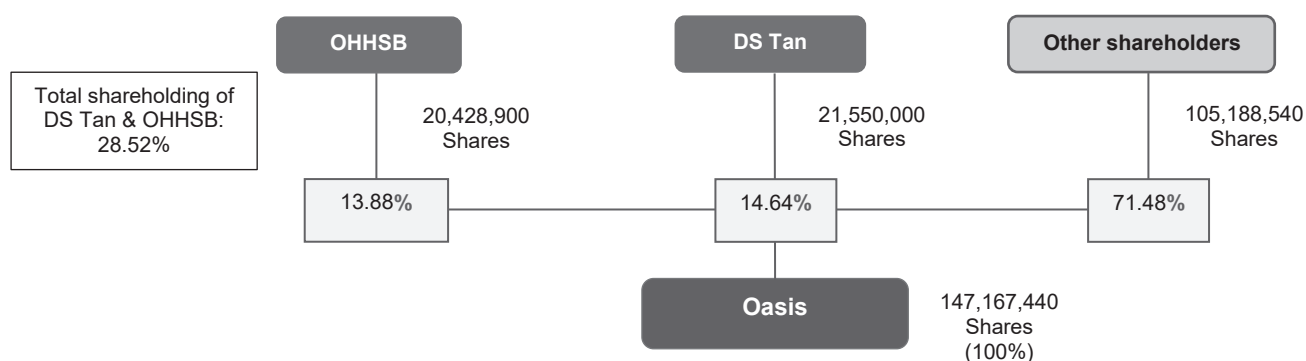 OHHSB
DS Tan
Other shareholders
Total shareholding of
DS Tan & OHHSB:
28.52%
20,428,900
Shares
21,550,000
Shares
105,188,540
Shares
13.88%
14.64%
71.48%
Oasis
147,167,440
Shares
(100%)